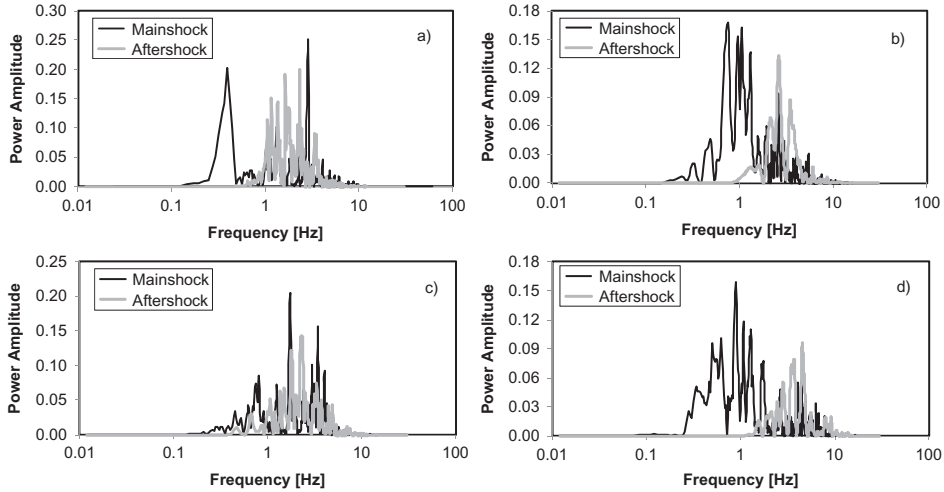 0.30
0.25
0.20
0.15
0.10
0.05
0.00
Power Amplitude
Mainshock
Aftershock
a)
0.01
0.1
1
10
100
Frequency [Hz]
0.18
0.15
0.12
0.09
0.06
0.03
0.00
Power Amplitude
Mainshock
Aftershock
b)
0.01
0.1
1
10
100
Frequency [Hz]
0.25
0.20
0.15
0.10
0.05
0.00
Power Amplitude
Mainshock
Aftershock
c)
0.01
0.1
1
10
100
Frequency [Hz]
0.18
0.15
0.12
0.09
0.06
0.03
0.00
Power Amplitude
Mainshock
Aftershock
d)
0.01
0.1
1
10
100
Frequency [Hz]